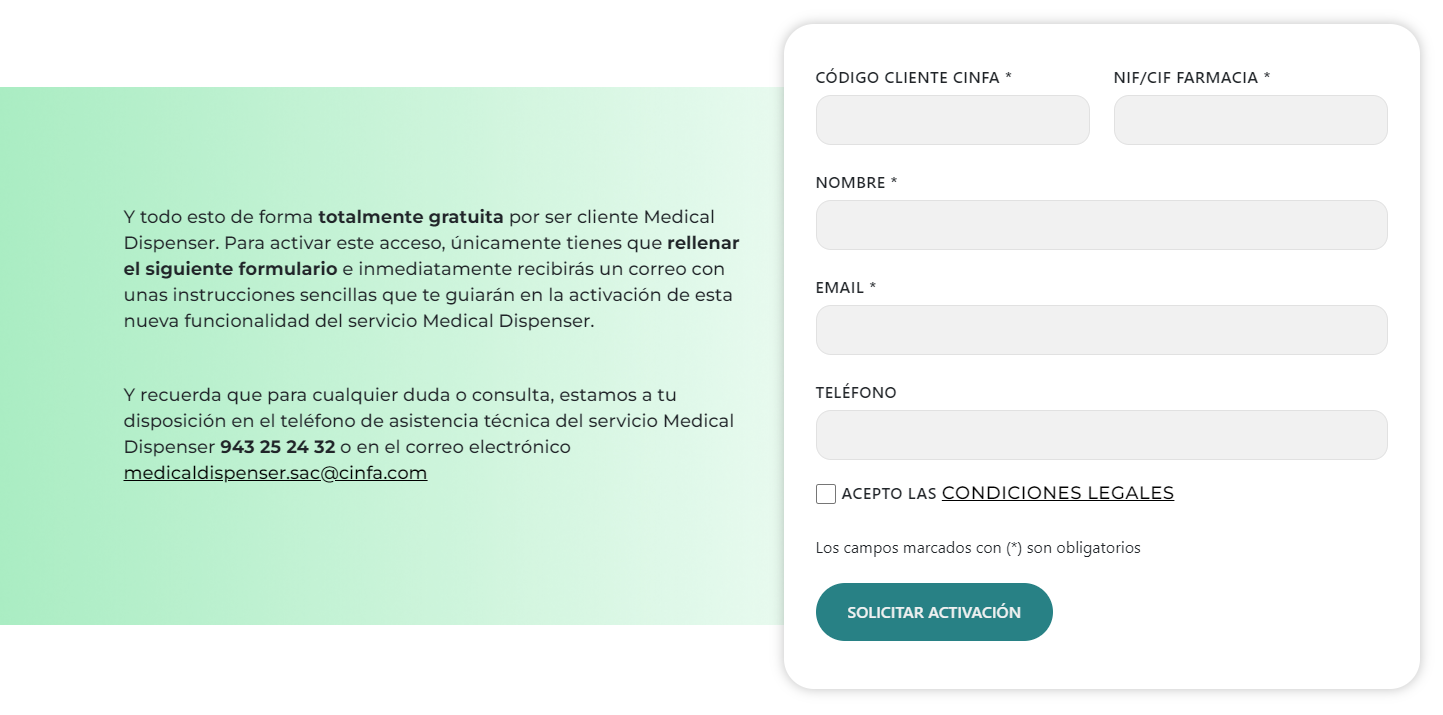 Y todo esto de forma totalmente gratuita por ser cliente Medical
Dispenser. Para activar este acceso, únicamente tienes que rellenar
el siguiente formulario e inmediatamente recibirás un correo con
unas instrucciones sencillas que te guiarán en la activación de esta
nueva funcionalidad del servicio Medical Dispenser.
Y recuerda que para cualquier duda o consulta, estamos a tu
disposición en el teléfono de asistencia técnica del servicio Medical
Dispenser 943 25 24 32 o en el correo electrónico
medicaldispenser.sac@cinfa.com
CÓDIGO CLIENTE CINFA *
NIF/CIF FARMACIA *
NOMBRE *
EMAIL *
TELÉFONO
ACEPTO LAS CONDICIONES LEGALES
Los campos marcados con (*) son obligatorios
SOLICITAR ACTIVACIÓN